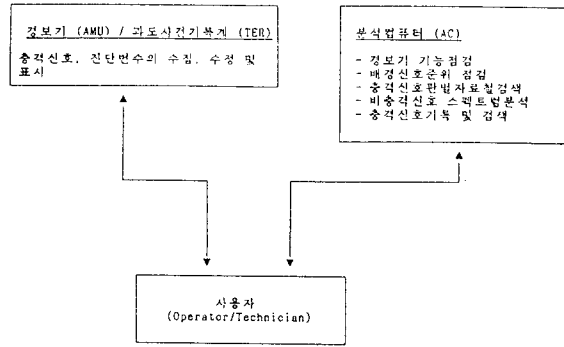 경보기 (AMU) / 과도사건기록계 (TER)
충격신호, 진단변수의 수집, 수정 및
표시
분석컴퓨터 (AC)
- 경보기 기능점검
- 배경신호준위 점검
- 충격신호판별자료철검색
- 비충격신호 스펙트럼분석
- 충격신호기록 및 검색
사용자
(Operator/Technician)